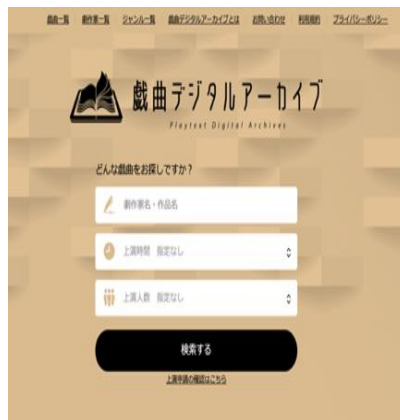 戯曲一覧 劇作家一覧 ジャンル一覧 戯曲デジタルアーカイブとは お問い合わせ 利用規約 プライバシーポリシー
戯曲デジタルアーカイブ
Playtext Digital Archives
どんな戯曲をお探しですか？
劇作家名・作品名
上演時間 指定なし
上演人数 指定なし
検索する
上演申請の確認はこちら